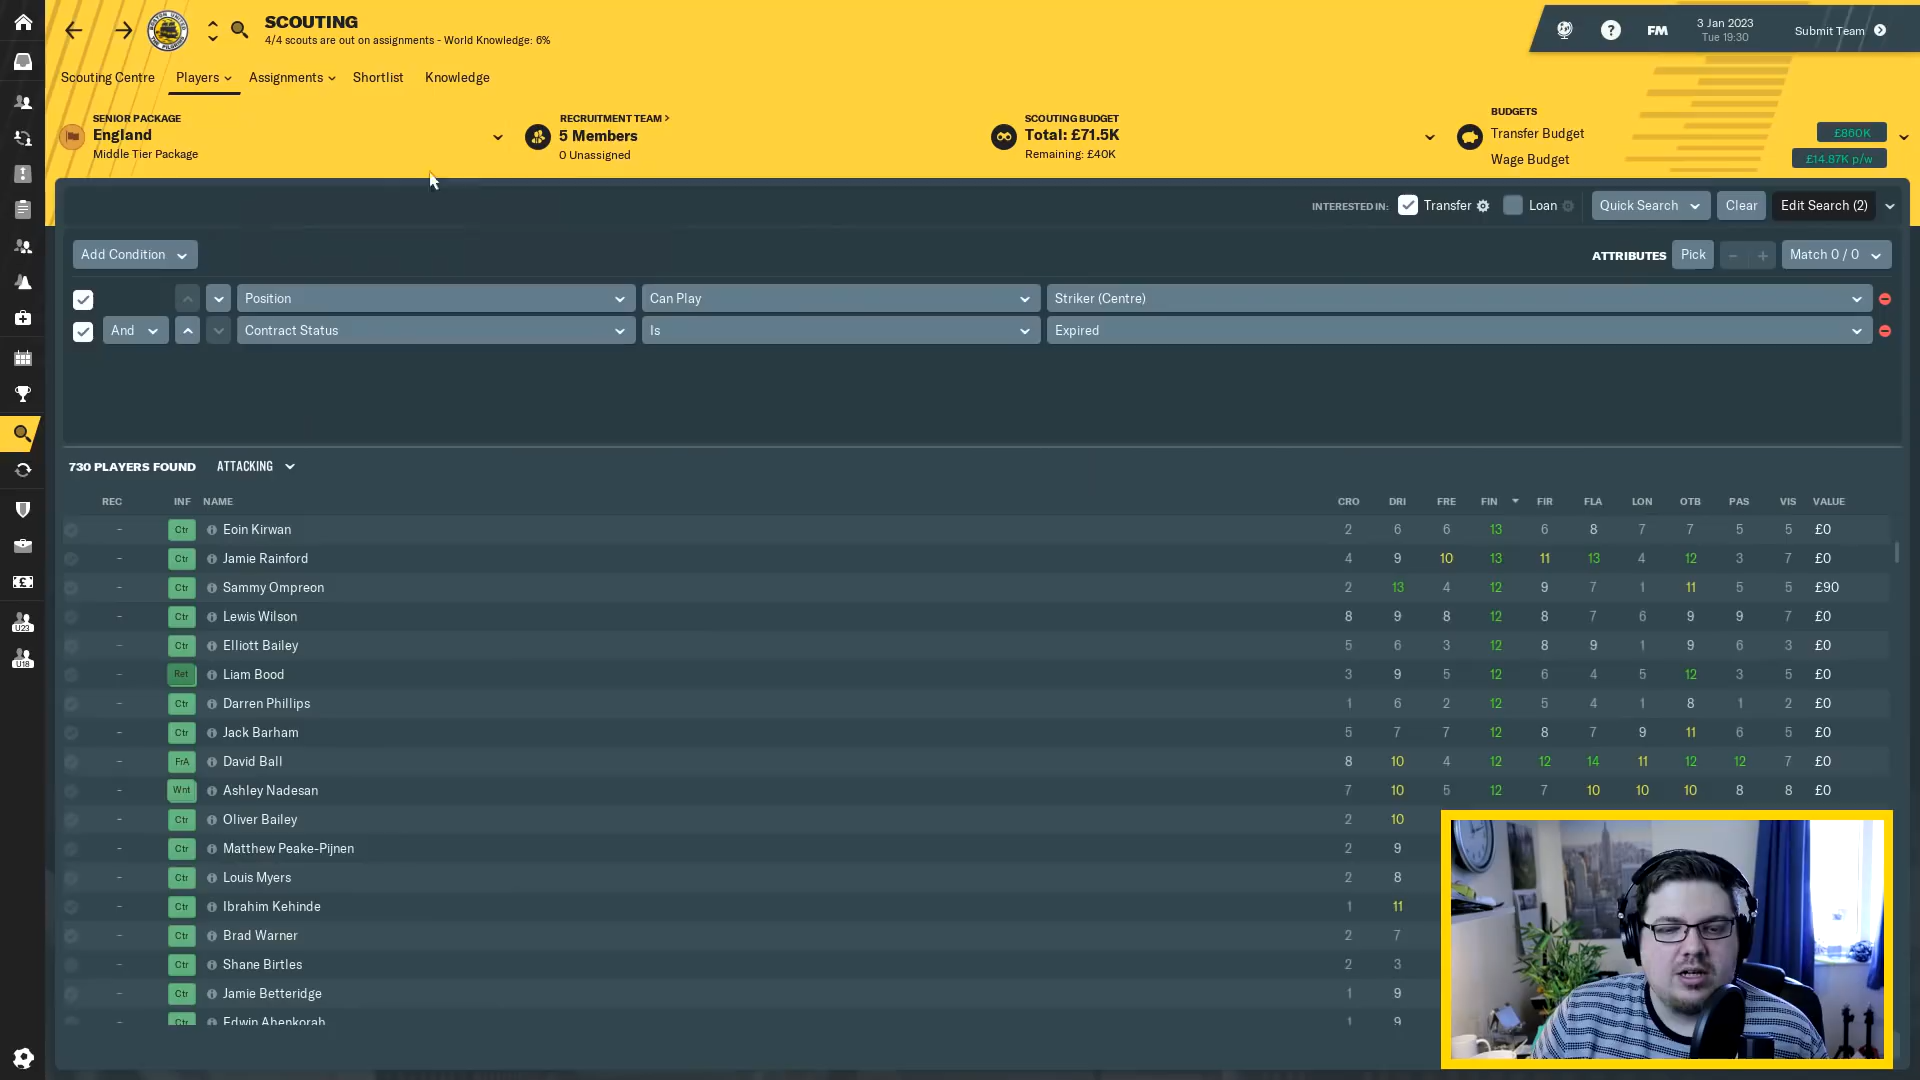 SCOUTING
4/4 scouts are out on assignments - World Knowledge: 6%
FM
3 Jan 2023
Tue 19:30
Submit Team
Scouting Centre Players Assignments Shortlist Knowledge
SENIOR PACKAGE
England
Middle Tier Package
RECRUITMENT TEAM >
5 Members
0 Unassigned
SCOUTING BUDGET
Total: £71.5K
Remaining: £40K
BUDGETS
Transfer Budget £860K
Wage Budget £14.87K p/w
INTERESTED IN: Transfer Loan Quick Search Clear Edit Search (2)
Add Condition ATTRIBUTES Pick - + Match 0 / 0
Position Can Play Striker (Centre)
And Contract Status Is Expired
730 PLAYERS FOUND ATTACKING
REC INF NAME CRO DRI FRE FIN FIR FLA LON OTB PAS VIS VALUE
- Ctr Eoin Kirwan 2 6 6 13 6 8 7 7 5 5 £0
- Ctr Jamie Rainford 4 9 10 13 11 13 4 12 3 7 £0
- Ctr Sammy Ompreon 2 13 4 12 9 7 1 11 5 5 £90
- Ctr Lewis Wilson 8 9 8 12 8 7 6 9 9 7 £0
- Ctr Elliott Bailey 5 6 3 12 8 9 1 9 6 3 £0
- Ret Liam Bood 3 9 5 12 6 4 5 12 3 5 £0
- Ctr Darren Phillips 1 6 2 12 5 4 1 8 1 2 £0
- Ctr Jack Barham 5 7 7 12 8 7 9 11 6 5 £0
- FrA David Ball 8 10 4 12 12 14 11 12 12 7 £0
- Wnt Ashley Nadesan 7 10 5 12 7 10 10 10 8 8 £0
- Ctr Oliver Bailey 2 10
- Ctr Matthew Peake-Pijnen 2 9
- Ctr Louis Myers 2 8
- Ctr Ibrahim Kehinde 1 11
- Ctr Brad Warner 2 7
- Ctr Shane Birtles 2 3
- Ctr Jamie Betteridge 1 9
- Ctr Edwin Ahenkorah 1 9
U23
U18